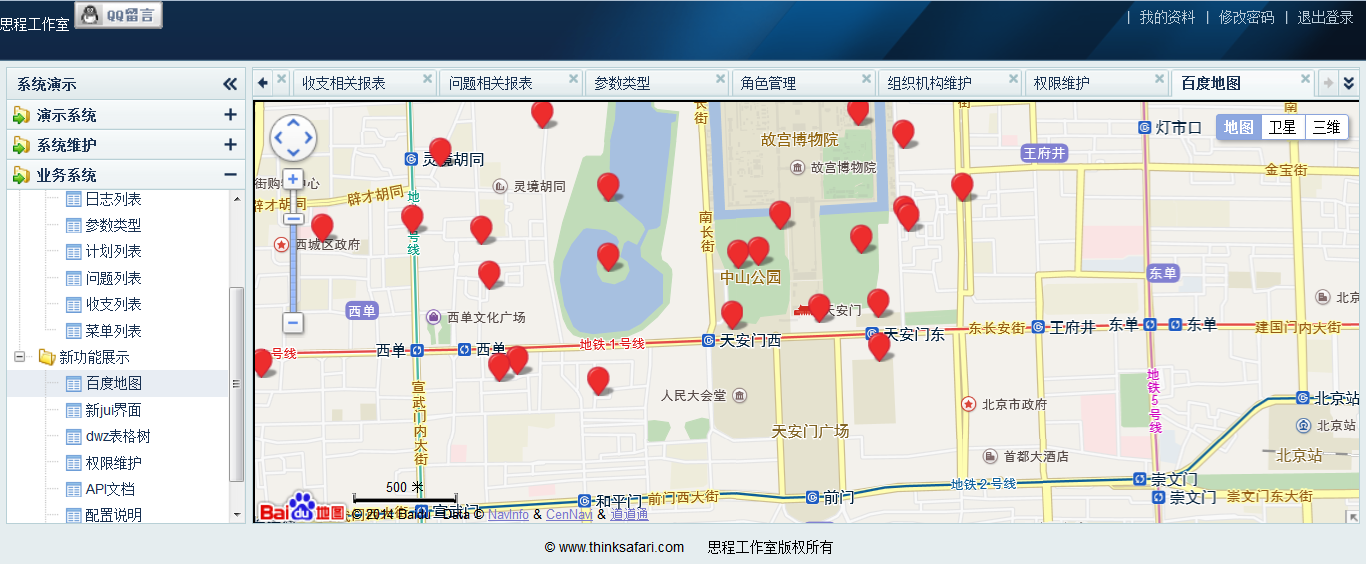 思程工作室 QQ留言
| 我的资料 | 修改密码 | 退出登录
系统演示
演示系统
系统维护
业务系统
日志列表
参数类型
计划列表
问题列表
收支列表
菜单列表
新功能展示
百度地图
新jui界面
dwz表格树
权限维护
API文档
配置说明
收支相关报表 问题相关报表 参数类型 角色管理 组织机构维护 权限维护 百度地图
地图 卫星 三维
灯市口
王府井
金宝街
故宫博物院
故宫博物院
灵境胡同
灵境胡同
辟才胡同
西城区政府
号线
南长街
中山公园
东单
西单
西单文化广场
天安门
西单
西单
地铁1号线
天安门西
天安门东
东长安街
王府井
东单
东单
建国门内大街
号线
宣武门内大街
人民大会堂
天安门广场
北京市政府
地铁5号线
北京站
北京站
北京站
首都大酒店
500 米
和平门
前门西大街
前门
地铁2号线
崇文门
崇文门
崇文门东大街
宣武门
Baidu地图
© 2014 Baidu - Data © NavInfo & CenNavi & 道道通
© www.thinksafari.com 思程工作室版权所有